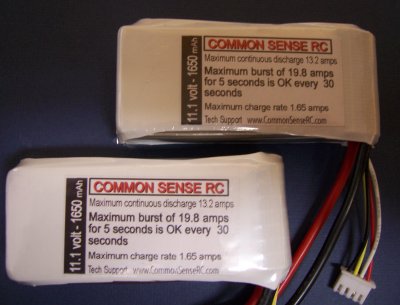 11.1 volt - 1650 mAh
COMMON SENSE RC
Maximum continuous discharge 13.2 amps
Maximum burst of 19.8 amps
for 5 seconds is OK every 30
seconds
Maximum charge rate 1.65 amps
Tech Support www.CommonSenseRC.com
11.1 volt - 1650 mAh
COMMON SENSE RC
Maximum continuous discharge 13.2 amps
Maximum burst of 19.8 amps
for 5 seconds is OK every 30
seconds
Maximum charge rate 1.65 amps
Tech Support www.CommonSenseRC.com